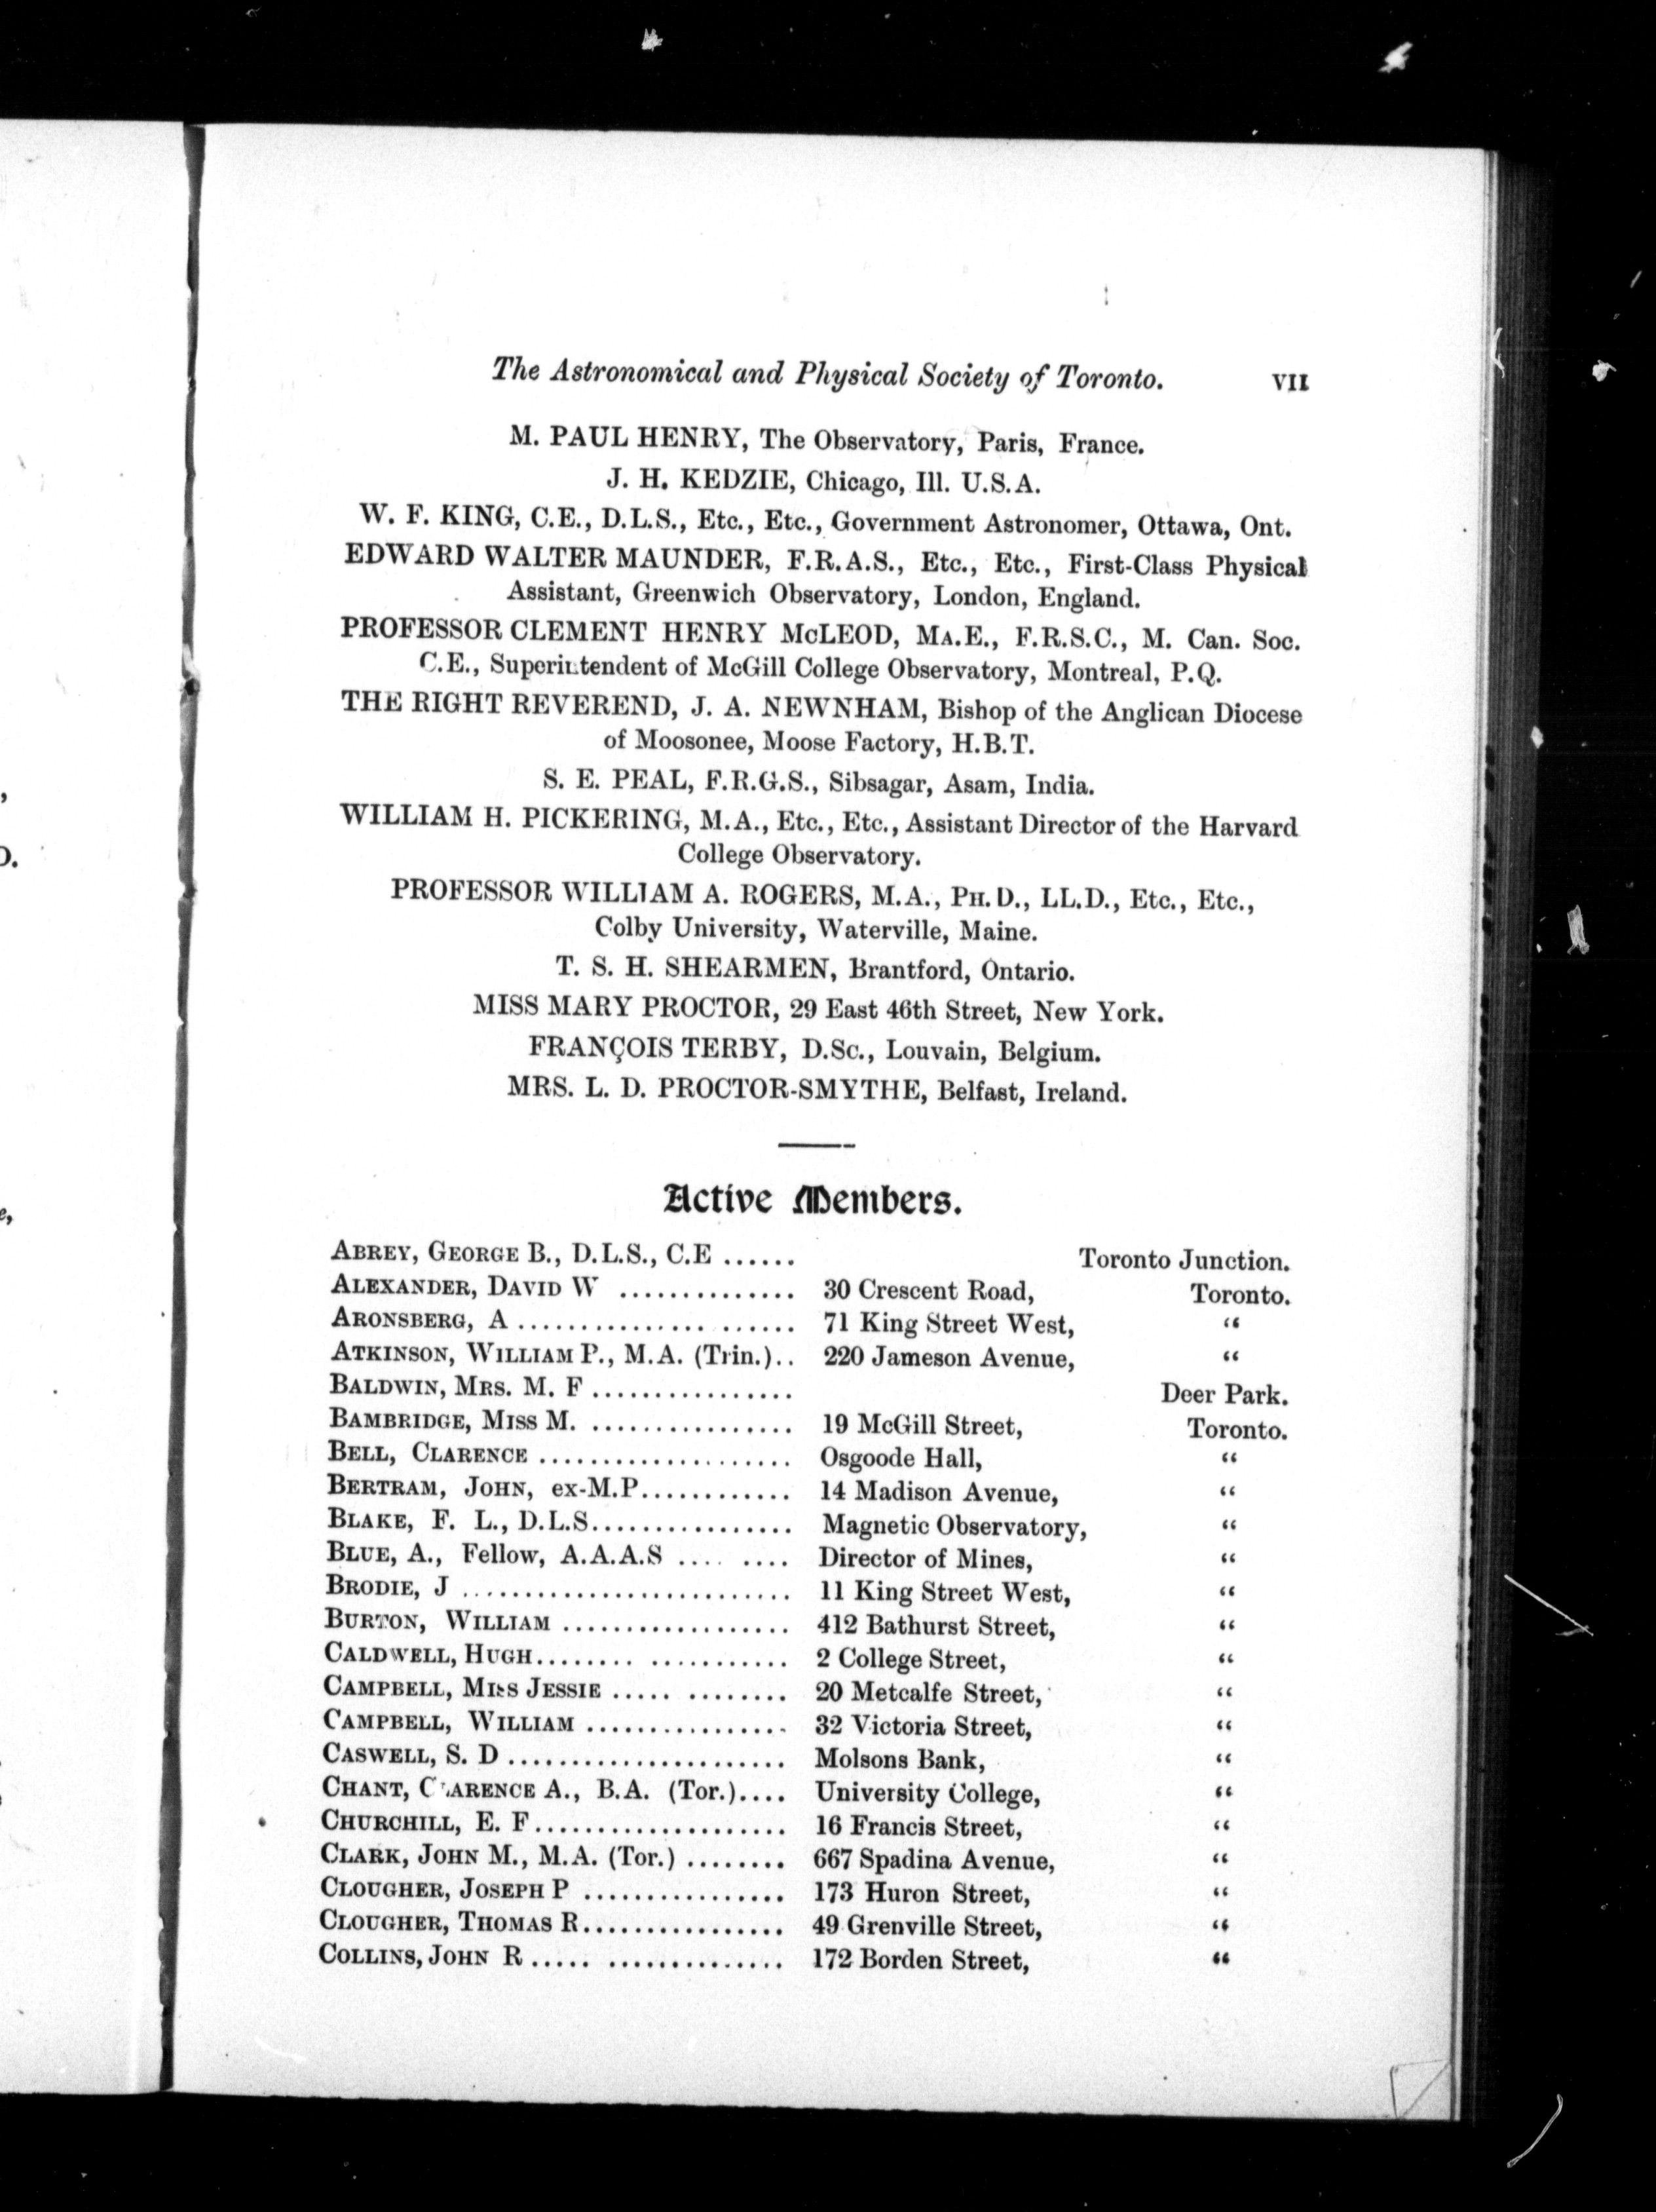 The Astronomical and Physical Society of Toronto. VII
M. PAUL HENRY, The Observatory, Paris, France.
J. H. KEDZIE, Chicago, Ill. U.S.A.
W. F. KING, C.E., D.L.S., Etc., Etc., Government Astronomer, Ottawa, Ont.
EDWARD WALTER MAUNDER, F.R.A.S., Etc., Etc., First-Class Physical
Assistant, Greenwich Observatory, London, England.
PROFESSOR CLEMENT HENRY McLEOD, MA.E., F.R.S.C., M. Can. Soc.
C.E., Superintendent of McGill College Observatory, Montreal, P.Q.
THE RIGHT REVEREND, J. A. NEWNHAM, Bishop of the Anglican Diocese
of Moosonee, Moose Factory, H.B.T.
S. E. PEAL, F.R.G.S., Sibsagar, Asam, India.
WILLIAM H. PICKERING, M.A., Etc., Etc., Assistant Director of the Harvard
College Observatory.
PROFESSOR WILLIAM A. ROGERS, M.A., PH.D., LL.D., Etc., Etc.,
Colby University, Waterville, Maine.
T. S. H. SHEARMEN, Brantford, Ontario.
MISS MARY PROCTOR, 29 East 46th Street, New York.
FRANÇOIS TERBY, D.Sc., Louvain, Belgium.
MRS. L. D. PROCTOR-SMYTHE, Belfast, Ireland.
Active Members.
ABREY, GEORGE B., D.L.S., C.E ...... Toronto Junction.
ALEXANDER, DAVID W .............. 30 Crescent Road, Toronto.
ARONSBERG, A ............... ...... 71 King Street West, “
ATKINSON, WILLIAM P., M.A. (Trin.).. 220 Jameson Avenue, “
BALDWIN, MRS. M. F ................ Deer Park.
BAMBRIDGE, MISS M. ................ 19 McGill Street, Toronto.
BELL, CLARENCE .................... Osgoode Hall, “
BERTRAM, JOHN, ex-M.P............ 14 Madison Avenue, “
BLAKE, F. L., D.L.S................ Magnetic Observatory, “
BLUE, A., Fellow, A.A.A.S .... .... Director of Mines, “
BRODIE, J .......................... 11 King Street West, “
BURTON, WILLIAM .................. 412 Bathurst Street, “
CALDWELL, HUGH........ ........... 2 College Street, “
CAMPBELL, MISS JESSIE ..... ........ 20 Metcalfe Street, “
CAMPBELL, WILLIAM ................ 32 Victoria Street, “
CASWELL, S. D ...................... Molsons Bank, “
CHANT, CLARENCE A., B.A. (Tor.).... University College, “
CHURCHILL, E. F.................... 16 Francis Street, “
CLARK, JOHN M., M.A. (Tor.) ........ 667 Spadina Avenue, “
CLOUGHER, JOSEPH P ................ 173 Huron Street, “
CLOUGHER, THOMAS R................ 49 Grenville Street, “
COLLINS, JOHN R ..... .............. 172 Borden Street, “